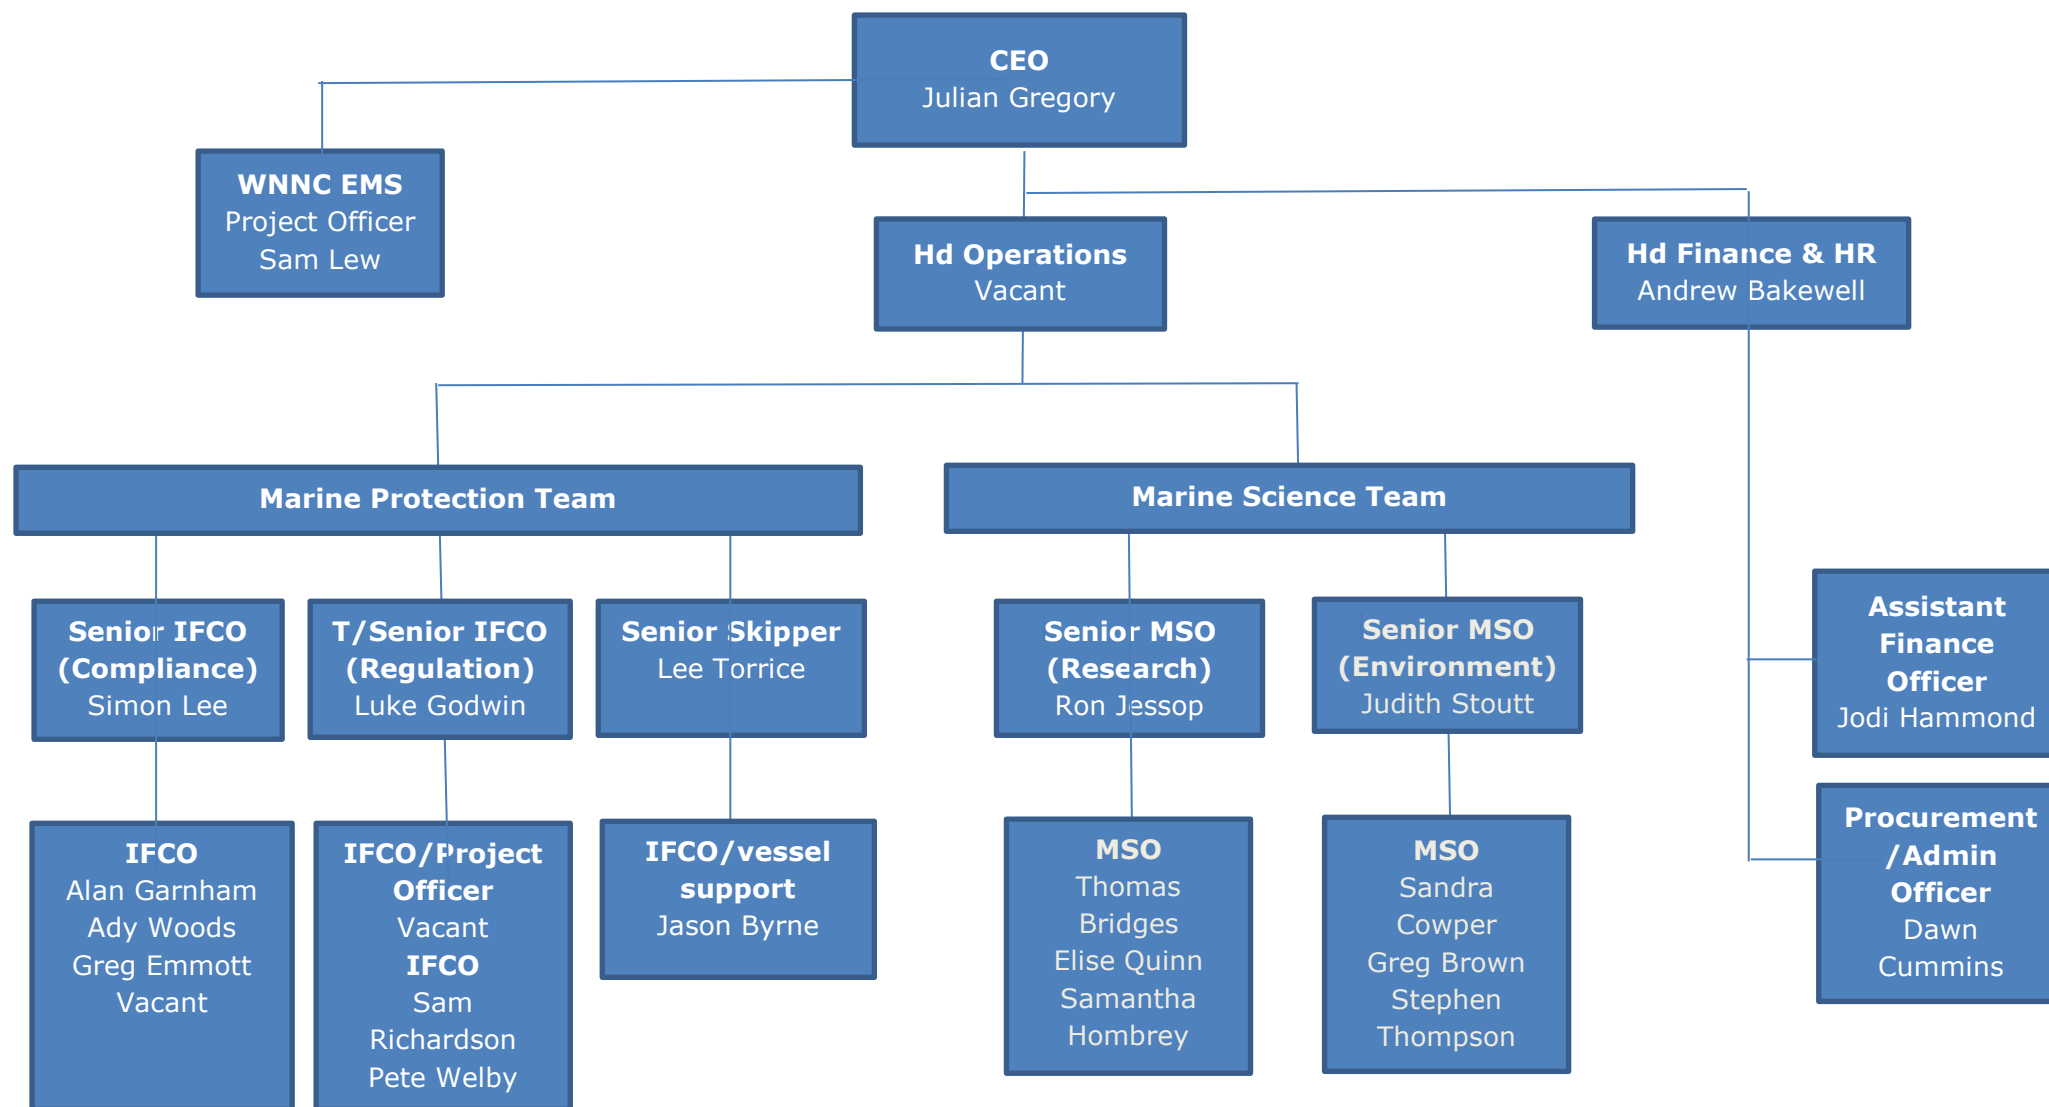 CEO
Julian Gregory
WNNC EMS
Project Officer
Sam Lew
Hd Operations
Vacant
Hd Finance & HR
Andrew Bakewell
Marine Protection Team
Marine Science Team
Senior IFCO
(Compliance)
Simon Lee
T/Senior IFCO
(Regulation)
Luke Godwin
Senior Skipper
Lee Torrice
Senior MSO
(Research)
Ron Jessop
Senior MSO
(Environment)
Judith Stoutt
Assistant
Finance
Officer
Jodi Hammond
IFCO
Alan Garnham
Ady Woods
Greg Emmott
Vacant
IFCO/Project
Officer
Vacant
IFCO
Sam
Richardson
Pete Welby
IFCO/vessel
support
Jason Byrne
MSO
Thomas
Bridges
Elise Quinn
Samantha
Hombrey
MSO
Sandra
Cowper
Greg Brown
Stephen
Thompson
Procurement
/Admin
Officer
Dawn
Cummins